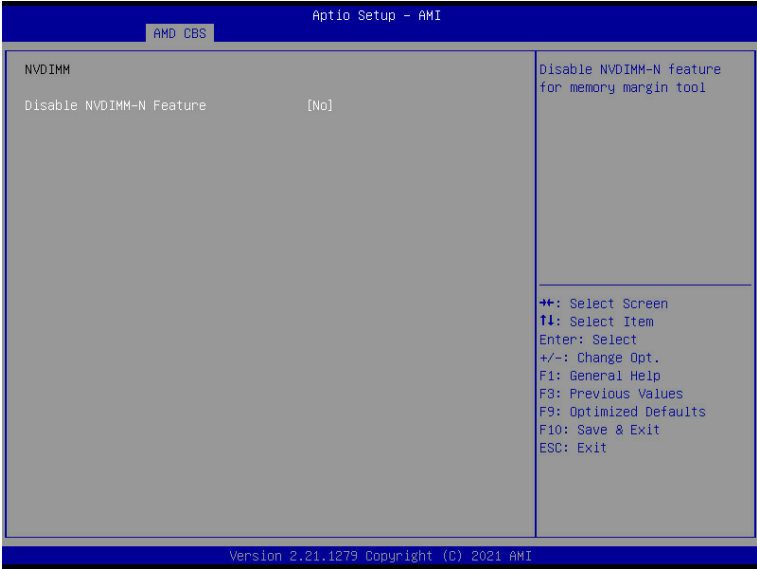 Aptio Setup – AMI
AMD CBS
NVDIMM
Disable NVDIMM-N Feature [No]
Disable NVDIMM-N feature
for memory margin tool
→←: Select Screen
↑↓: Select Item
Enter: Select
+/-: Change Opt.
F1: General Help
F3: Previous Values
F9: Optimized Defaults
F10: Save & Exit
ESC: Exit
Version 2.21.1279 Copyright (C) 2021 AMI